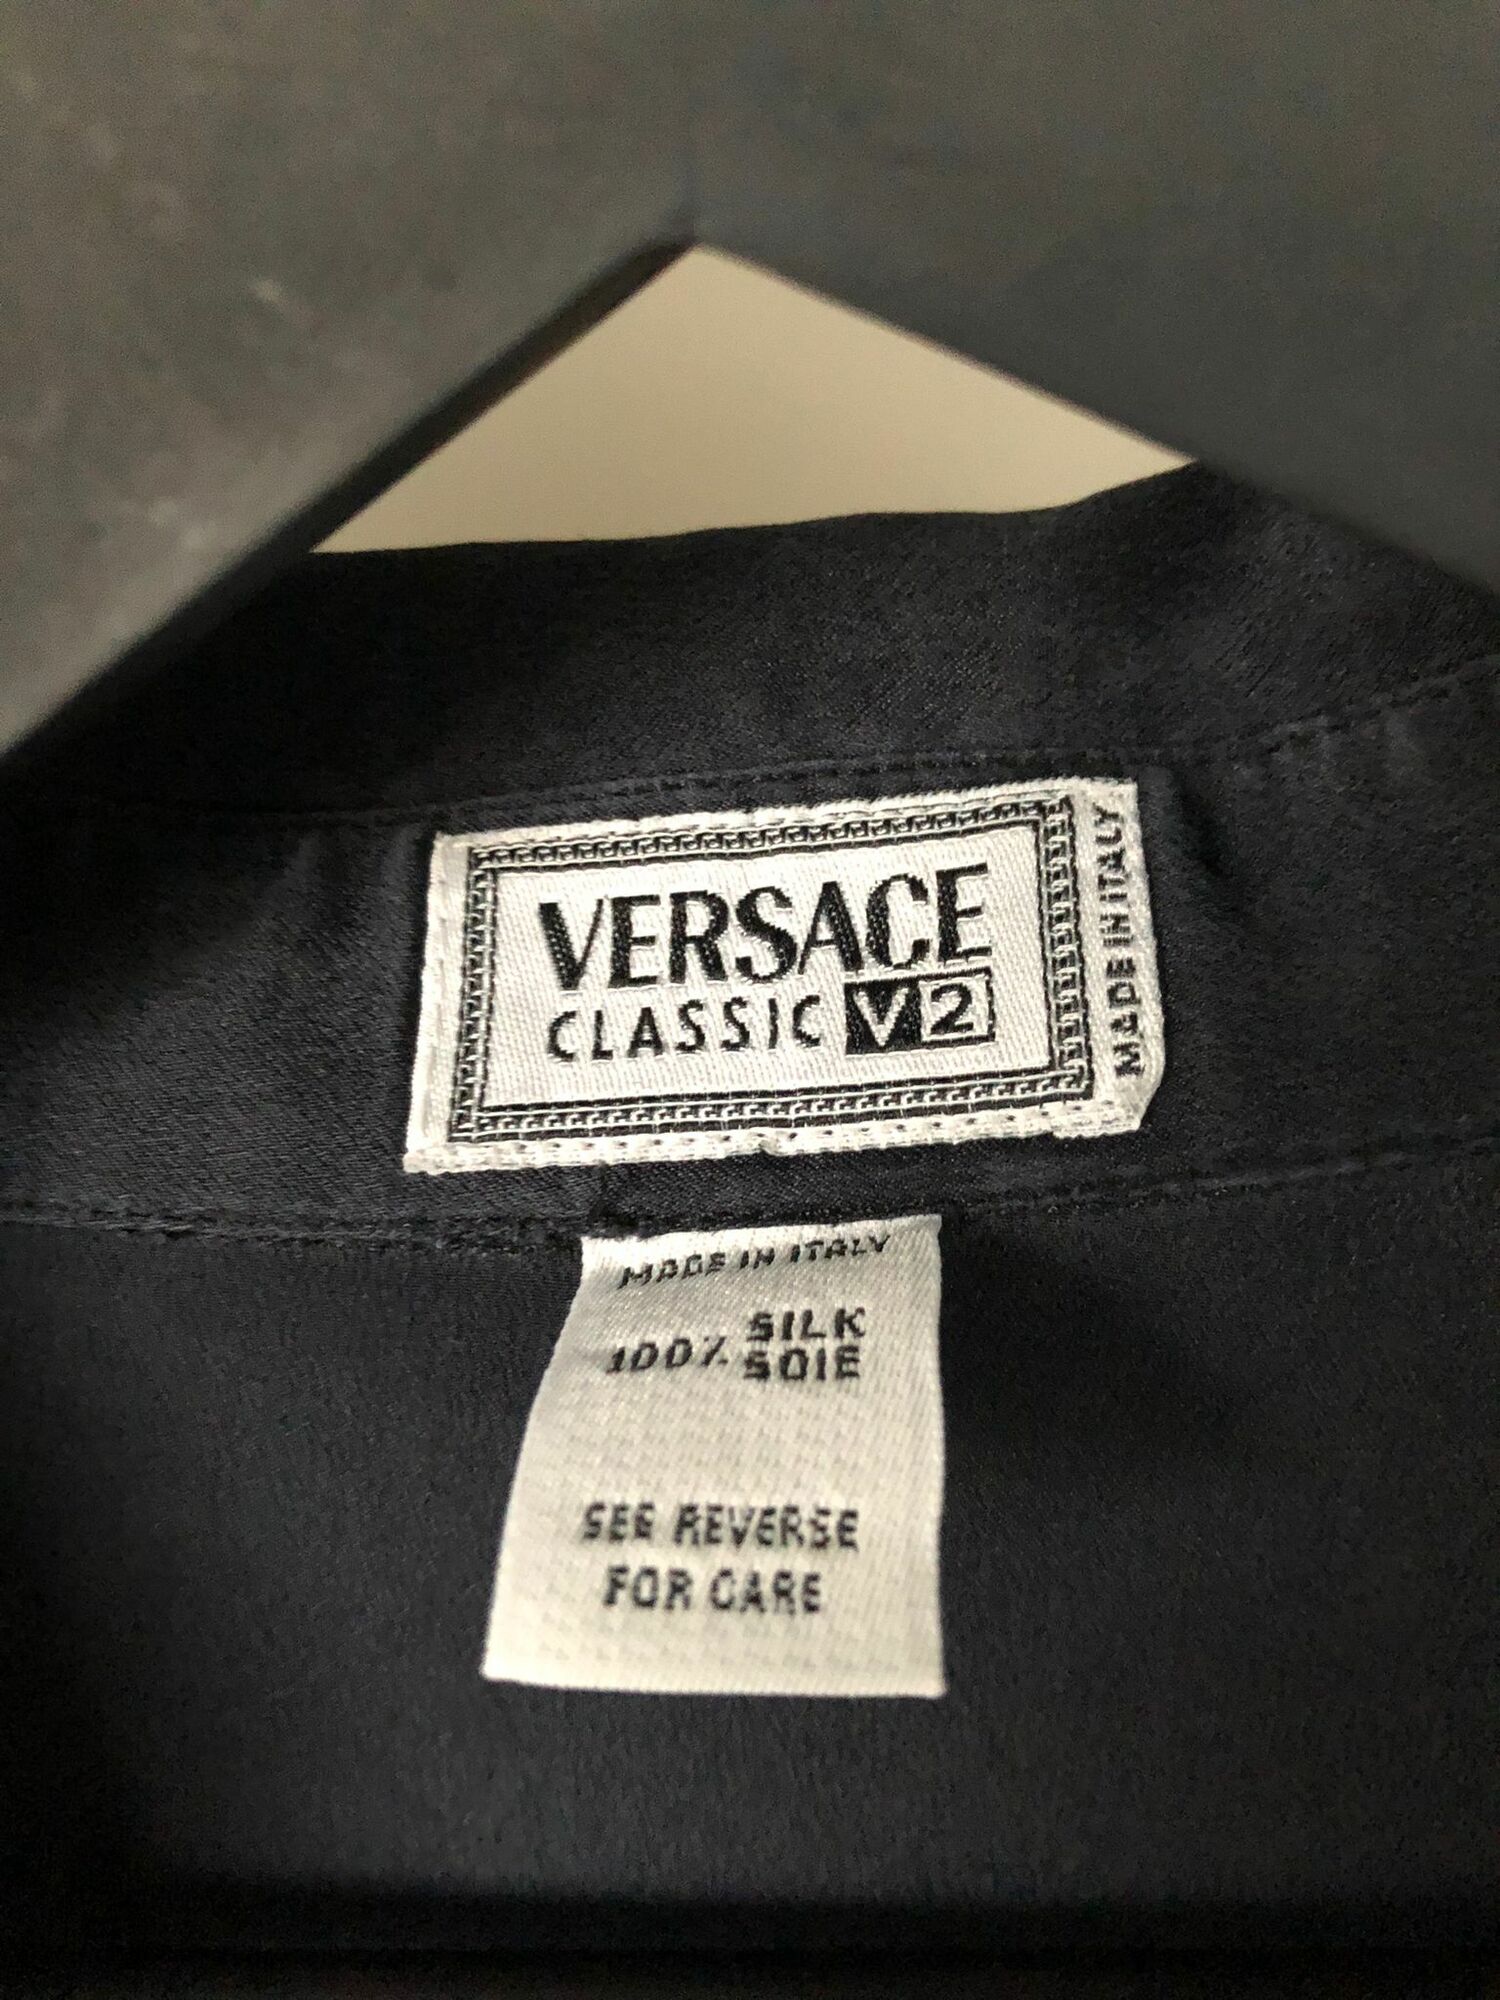 VERSACE
CLASSIC V2
MADE IN ITALY
MADE IN ITALY
100% SILK
SOIE
SEE REVERSE
FOR CARE